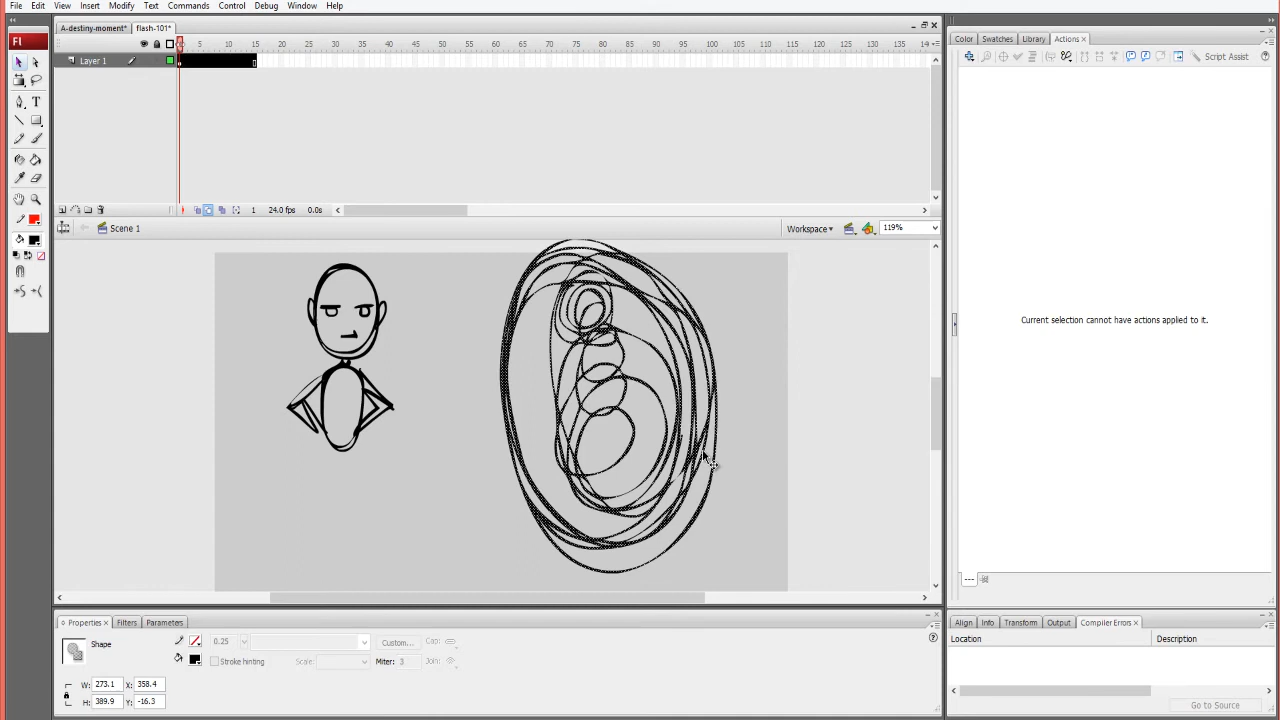 File Edit View Insert Modify Text Commands Control Debug Window Help
A-destiny-moment* flash-101*
Fl
5 10 15 20 25 30 35 40 45 50 55 60 65 70 75 80 85 90 95 100 105 110 115 120 125 130 135 14
Layer 1
1 24.0 fps 0.0s
Scene 1
Workspace 119%
Color Swatches Library Actions
Script Assist
Current selection cannot have actions applied to it.
Properties Filters Parameters
Shape
0.25 Custom... Cap:
Stroke hinting Scale: Miter: 3 Join:
W: 273.1 X: 358.4
H: 389.9 Y: -16.3
Align Info Transform Output Compiler Errors
Location Description
Go to Source